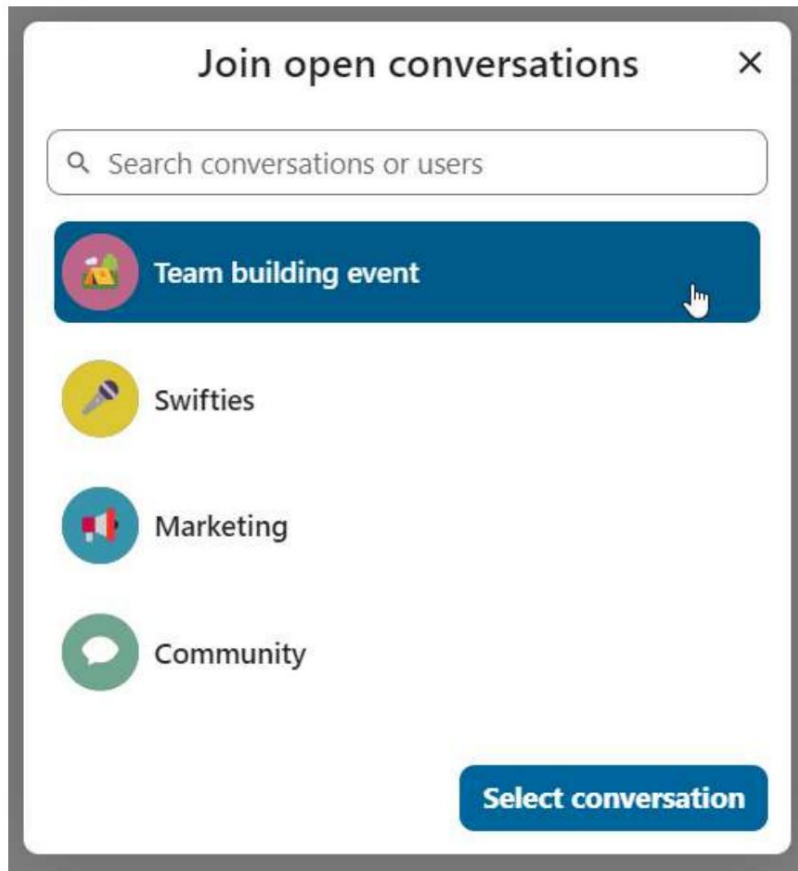 Join open conversations
Search conversations or users
Team building event
Swifties
Marketing
Community
Select conversation